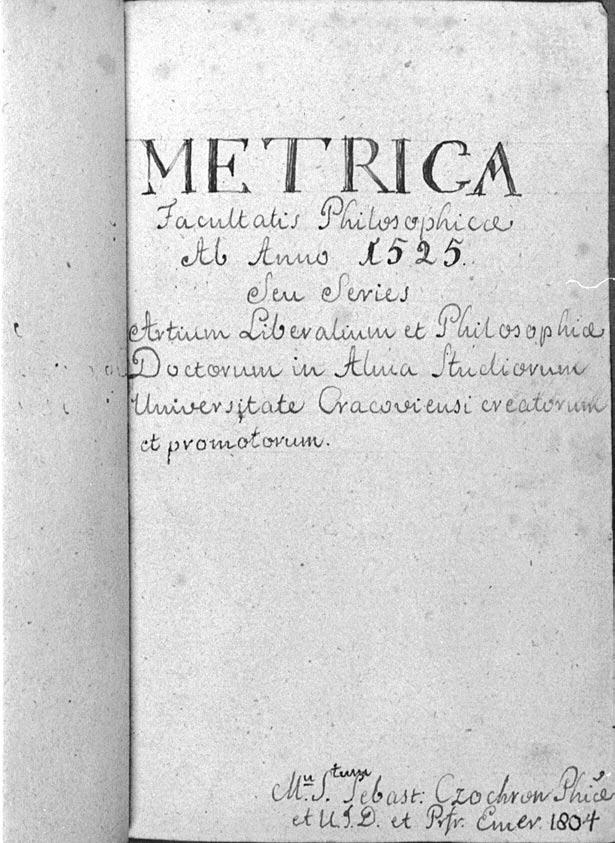 METRICA
Facultatis Philosophicæ
Ab Anno 1525.
Seu Series
Artium Liberalium et Philosophiæ
Doctorum in Alma Studiorum
Universitate Cracoviensi creatorum
et promotorum.
Sebast: Czochron Phiæ
et U.J.D. et Prfr. Emer. 1804